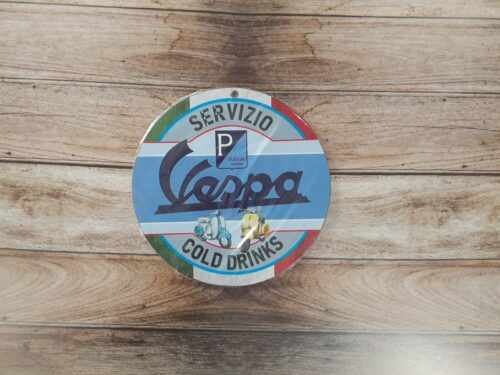 SERVIZIO
P
Vespa
COLD DRINKS